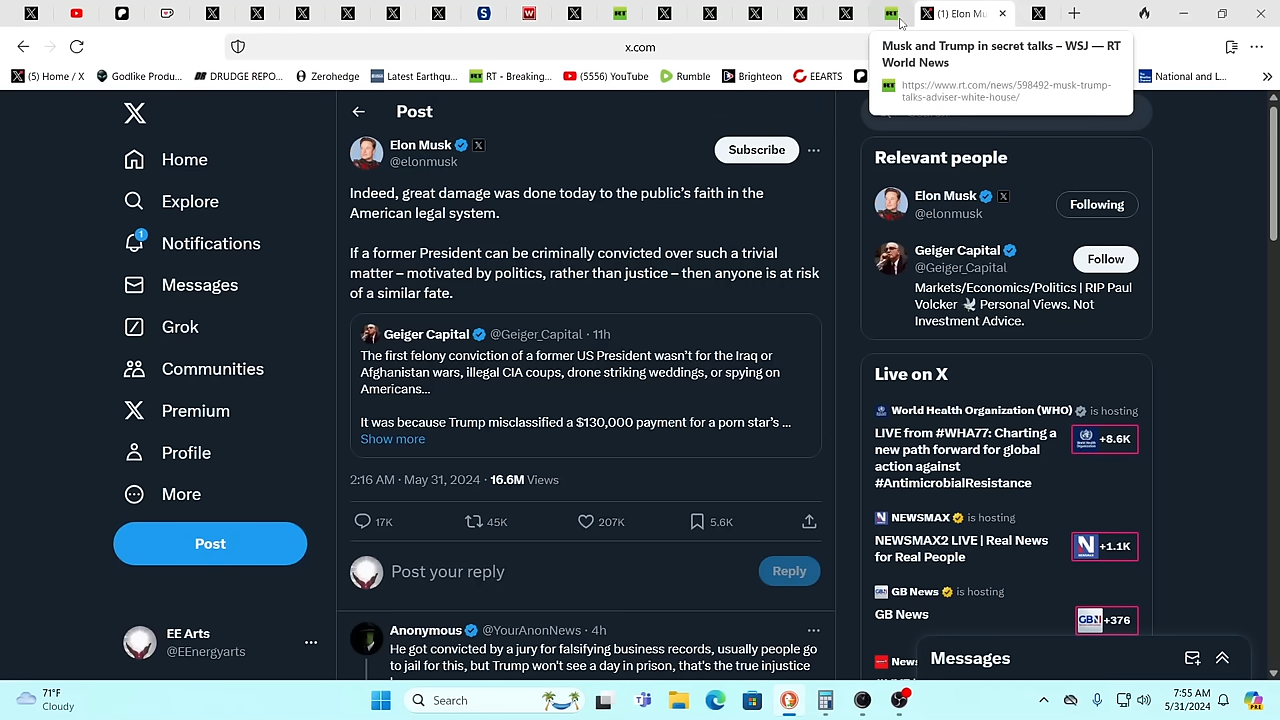 (1) Elon Mu
x.com
Musk and Trump in secret talks – WSJ — RT
World News
https://www.rt.com/news/598492-musk-trump-
talks-adviser-white-house/
(5) Home / X
Godlike Produ...
DRUDGE REPO...
Zerohedge
Latest Earthqu...
RT - Breaking...
(5556) YouTube
Rumble
Brighteon
EEARTS
National and L...
Home
Explore
1
Notifications
Messages
Grok
Communities
Premium
Profile
More
Post
EE Arts
@EEnergyarts
Post
Elon Musk
@elonmusk
Subscribe
Indeed, great damage was done today to the public’s faith in the
American legal system.
If a former President can be criminally convicted over such a trivial
matter – motivated by politics, rather than justice – then anyone is at risk
of a similar fate.
Geiger Capital @Geiger_Capital · 11h
The first felony conviction of a former US President wasn’t for the Iraq or
Afghanistan wars, illegal CIA coups, drone striking weddings, or spying on
Americans...
It was because Trump misclassified a $130,000 payment for a porn star’s ...
Show more
2:16 AM · May 31, 2024 · 16.6M Views
17K
45K
207K
5.6K
Post your reply
Reply
Anonymous @YourAnonNews · 4h
He got convicted by a jury for falsifying business records, usually people go
to jail for this, but Trump won't see a day in prison, that's the true injustice
Relevant people
Elon Musk
@elonmusk
Following
Geiger Capital
@Geiger_Capital
Follow
Markets/Economics/Politics | RIP Paul
Volcker 🕊 Personal Views. Not
Investment Advice.
Live on X
World Health Organization (WHO) is hosting
LIVE from #WHA77: Charting a
new path forward for global
action against
#AntimicrobialResistance
+8.6K
NEWSMAX is hosting
NEWSMAX2 LIVE | Real News
for Real People
+1.1K
GB News is hosting
GB News
+376
News
Messages
71°F
Cloudy
Search
7:55 AM
5/31/2024